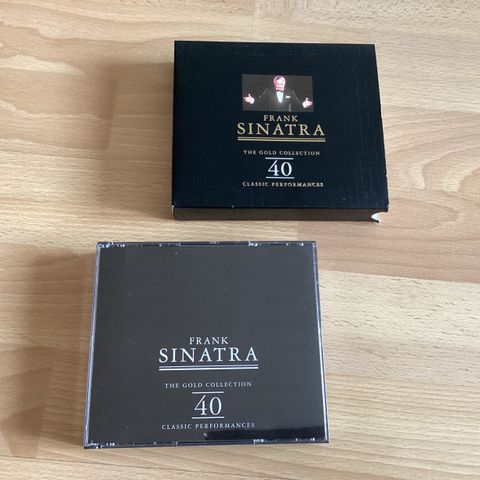 FRANK
SINATRA
THE GOLD COLLECTION
40
CLASSIC PERFORMANCES
FRANK
SINATRA
THE GOLD COLLECTION
40
CLASSIC PERFORMANCES